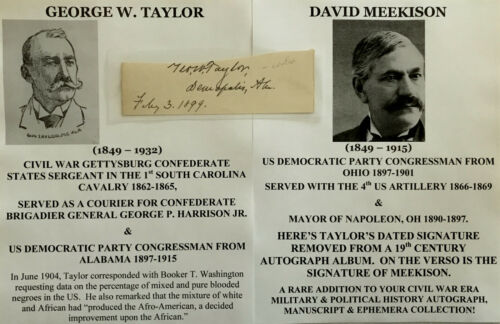 GEORGE W. TAYLOR
(1849 – 1932)
CIVIL WAR GETTYSBURG CONFEDERATE
STATES SERGEANT IN THE 1st SOUTH CAROLINA
CAVALRY 1862-1865,
SERVED AS A COURIER FOR CONFEDERATE
BRIGADIER GENERAL GEORGE P. HARRISON JR.
&
US DEMOCRATIC PARTY CONGRESSMAN FROM
ALABAMA 1897-1915
In June 1904, Taylor corresponded with Booker T. Washington
requesting data on the percentage of mixed and pure blooded
negroes in the US. He also remarked that the mixture of white
and African had "produced the Afro-American, a decided
improvement upon the African."
Geo W Taylor,
Demopolis, Ala.
Feby 3. 1899.
DAVID MEEKISON
(1849 – 1915)
US DEMOCRATIC PARTY CONGRESSMAN FROM
OHIO 1897-1901
SERVED WITH THE 4th US ARTILLERY 1866-1869
&
MAYOR OF NAPOLEON, OH 1890-1897.
HERE'S TAYLOR'S DATED SIGNATURE
REMOVED FROM A 19th CENTURY
AUTOGRAPH ALBUM. ON THE VERSO IS THE
SIGNATURE OF MEEKISON.
A RARE ADDITION TO YOUR CIVIL WAR ERA
MILITARY & POLITICAL HISTORY AUTOGRAPH,
MANUSCRIPT & EPHEMERA COLLECTION!